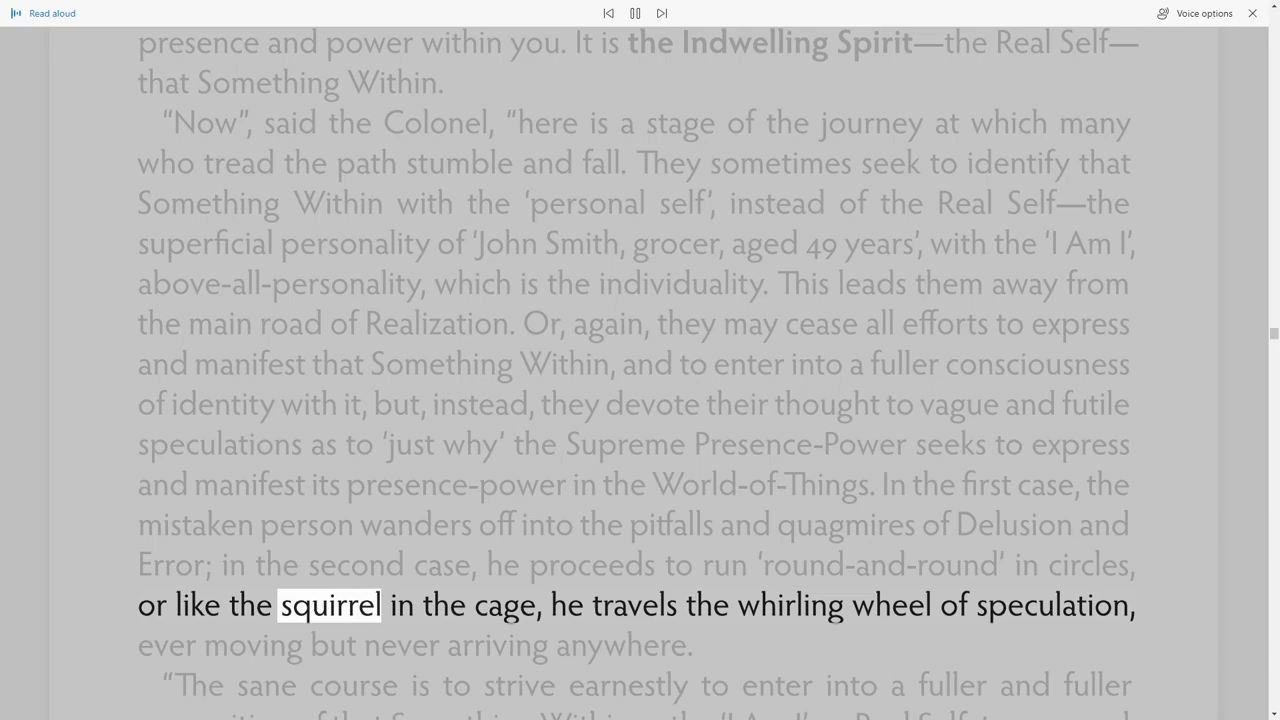 Read aloud
Voice options
presence and power within you. It is the Indwelling Spirit—the Real Self—
that Something Within.
“Now”, said the Colonel, “here is a stage of the journey at which many
who tread the path stumble and fall. They sometimes seek to identify that
Something Within with the ‘personal self’, instead of the Real Self—the
superficial personality of ‘John Smith, grocer, aged 49 years’, with the ‘I Am I’,
above-all-personality, which is the individuality. This leads them away from
the main road of Realization. Or, again, they may cease all efforts to express
and manifest that Something Within, and to enter into a fuller consciousness
of identity with it, but, instead, they devote their thought to vague and futile
speculations as to ‘just why’ the Supreme Presence-Power seeks to express
and manifest its presence-power in the World-of-Things. In the first case, the
mistaken person wanders off into the pitfalls and quagmires of Delusion and
Error; in the second case, he proceeds to run ‘round-and-round’ in circles,
or like the squirrel in the cage, he travels the whirling wheel of speculation,
ever moving but never arriving anywhere.
“The sane course is to strive earnestly to enter into a fuller and fuller